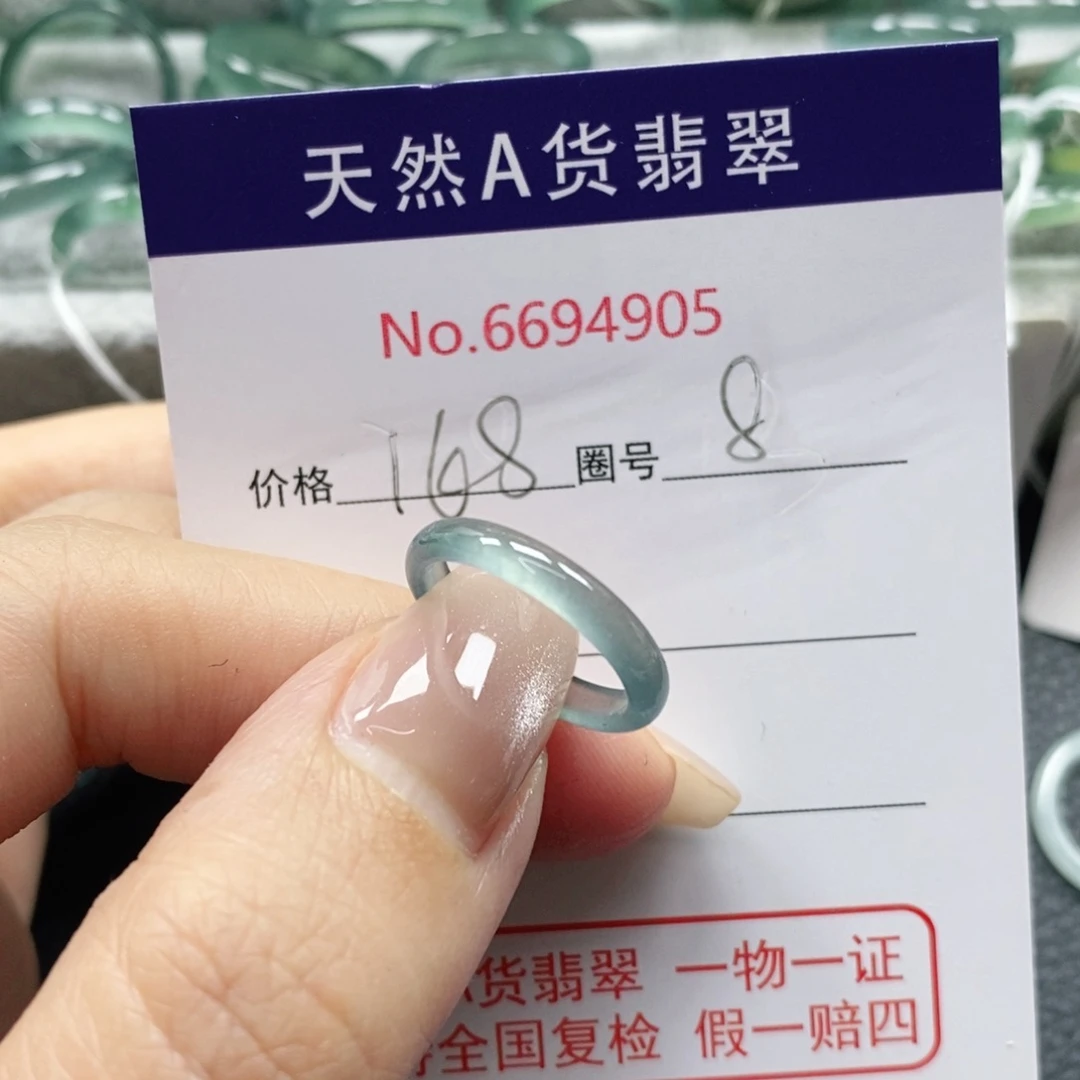 天然A货翡翠
No.6694905
价格 168 圈号 8
货翡翠 一物一证
全国复检 假一赔四